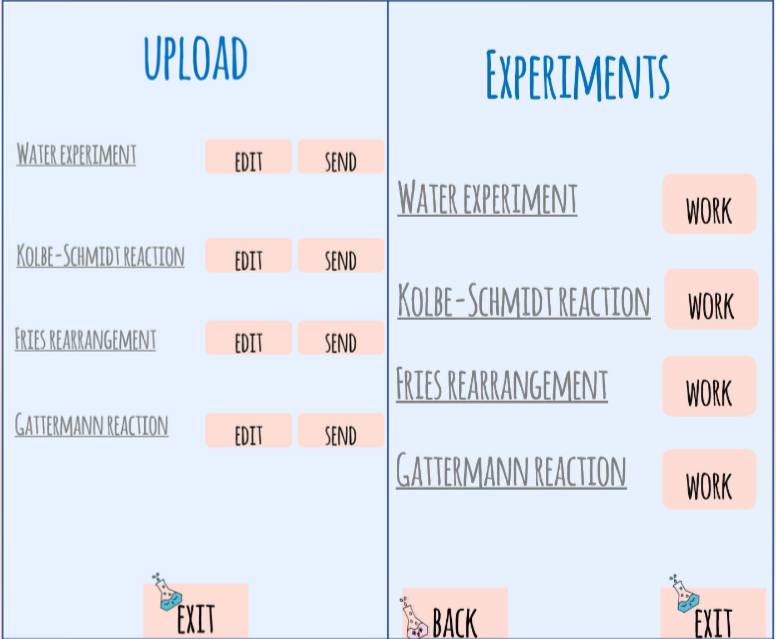 UPLOAD
WATER EXPERIMENT EDIT SEND
KOLBE-SCHMIDT REACTION EDIT SEND
FRIES REARRANGEMENT EDIT SEND
GATTERMANN REACTION EDIT SEND
EXIT
EXPERIMENTS
WATER EXPERIMENT WORK
KOLBE-SCHMIDT REACTION WORK
FRIES REARRANGEMENT WORK
GATTERMANN REACTION WORK
BACK EXIT